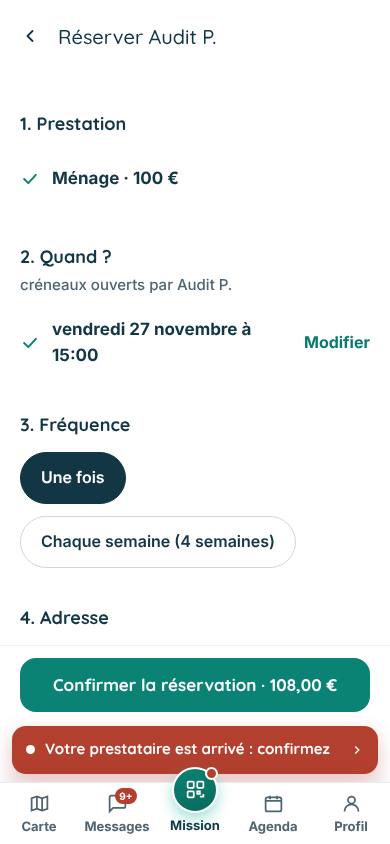 Réserver Audit P.
1. Prestation
Ménage · 100 €
2. Quand ?
créneaux ouverts par Audit P.
vendredi 27 novembre à
15:00
Modifier
3. Fréquence
Une fois
Chaque semaine (4 semaines)
4. Adresse
Confirmer la réservation · 108,00 €
Votre prestataire est arrivé : confirmez
9+
Carte
Messages
Mission
Agenda
Profil